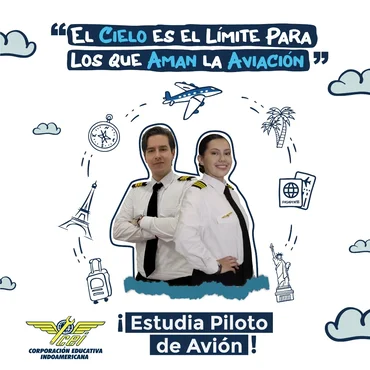 “EL CIELO ES EL LÍMITE PARA
LOS QUE AMAN LA AVIACIÓN”
¡Estudia Piloto
de Avión!
CORPORACIÓN EDUCATIVA
INDOAMERICANA